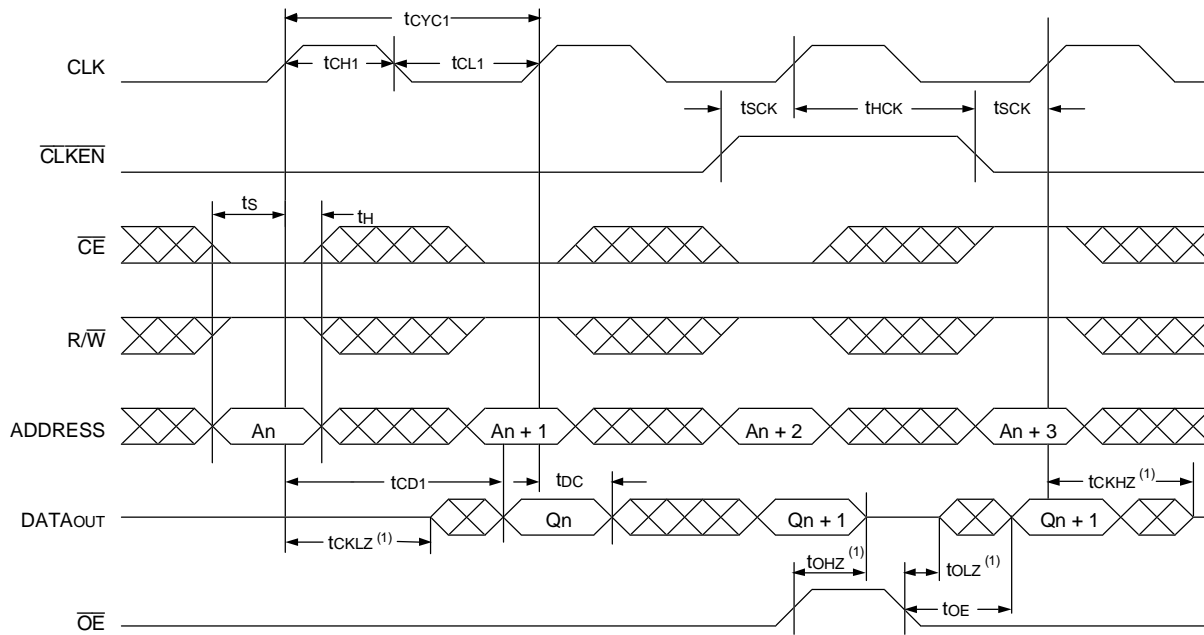 tCYC1
CLK
tCH1
tCL1
tSCK
tHCK
tSCK
CLKEN
tS
tH
CE
R/W
ADDRESS
An
An + 1
An + 2
An + 3
tCD1
tDC
tCKHZ (1)
DATAOUT
Qn
Qn + 1
Qn + 1
tCKLZ (1)
tOHZ (1)
tOLZ (1)
tOE
OE